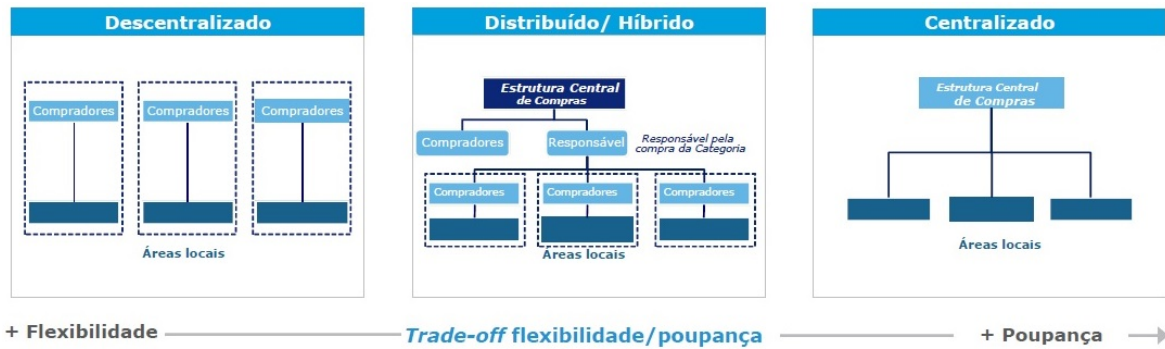 Descentralizado
Compradores
Compradores
Compradores
Áreas locais
Distribuído/ Híbrido
Estrutura Central
de Compras
Compradores
Responsável
Responsável pela
compra da Categoria
Compradores
Compradores
Compradores
Áreas locais
Centralizado
Estrutura Central
de Compras
Áreas locais
+ Flexibilidade
Trade-off flexibilidade/poupança
+ Poupança